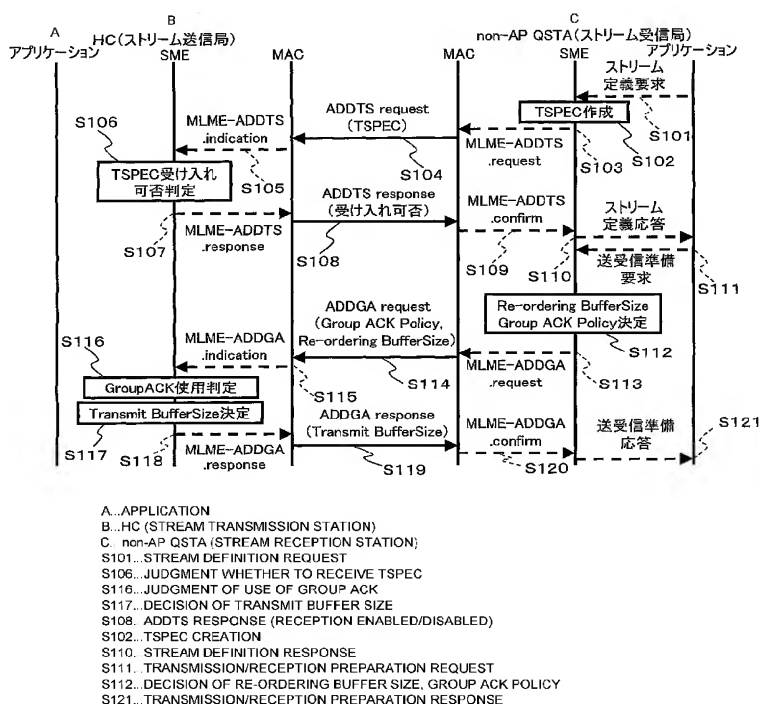 A
アプリケーション
B
HC(ストリーム送信局)
SME
MAC
C
non-AP QSTA(ストリーム受信局)
MAC
SME
アプリケーション
ストリーム
定義要求
S101
TSPEC作成
S102
MLME-ADDTS
.request
S103
ADDTS request
(TSPEC)
S104
MLME-ADDTS
.indication
S105
S106
TSPEC受け入れ
可否判定
S107
MLME-ADDTS
.response
ADDTS response
(受け入れ可否)
S108
MLME-ADDTS
.confirm
S109
ストリーム
定義応答
S110
送受信準備
要求
S111
Re-ordering BufferSize
Group ACK Policy決定
S112
MLME-ADDGA
.request
S113
ADDGA request
(Group ACK Policy,
Re-ordering BufferSize)
S114
MLME-ADDGA
.indication
S115
S116
GroupACK使用判定
Transmit BufferSize決定
S117
S118
MLME-ADDGA
.response
ADDGA response
(Transmit BufferSize)
S119
MLME-ADDGA
.confirm
S120
送受信準備
応答
S121
A...APPLICATION
B...HC (STREAM TRANSMISSION STATION)
C.. non-AP QSTA (STREAM RECEPTION STATION)
S101...STREAM DEFINITION REQUEST
S106...JUDGMENT WHETHER TO RECEIVE TSPEC
S116...JUDGMENT OF USE OF GROUP ACK
S117...DECISION OF TRANSMIT BUFFER SIZE
S108. ADDTS RESPONSE (RECEPTION ENABLED/DISABLED)
S102...TSPEC CREATION
S110. STREAM DEFINITION RESPONSE
S111...TRANSMISSION/RECEPTION PREPARATION REQUEST
S112...DECISION OF RE-ORDERING BUFFER SIZE, GROUP ACK POLICY
S121...TRANSMISSION/RECEPTION PREPARATION RESPONSE